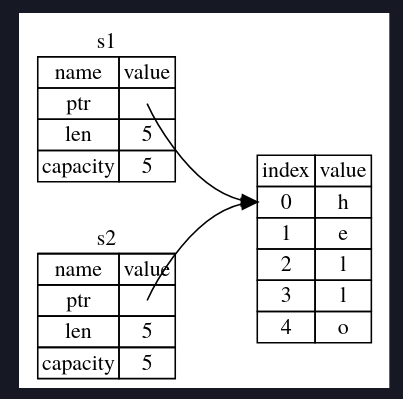 s1
name value
ptr
len 5
capacity 5
s2
name value
ptr
len 5
capacity 5
index value
0 h
1 e
2 l
3 l
4 o